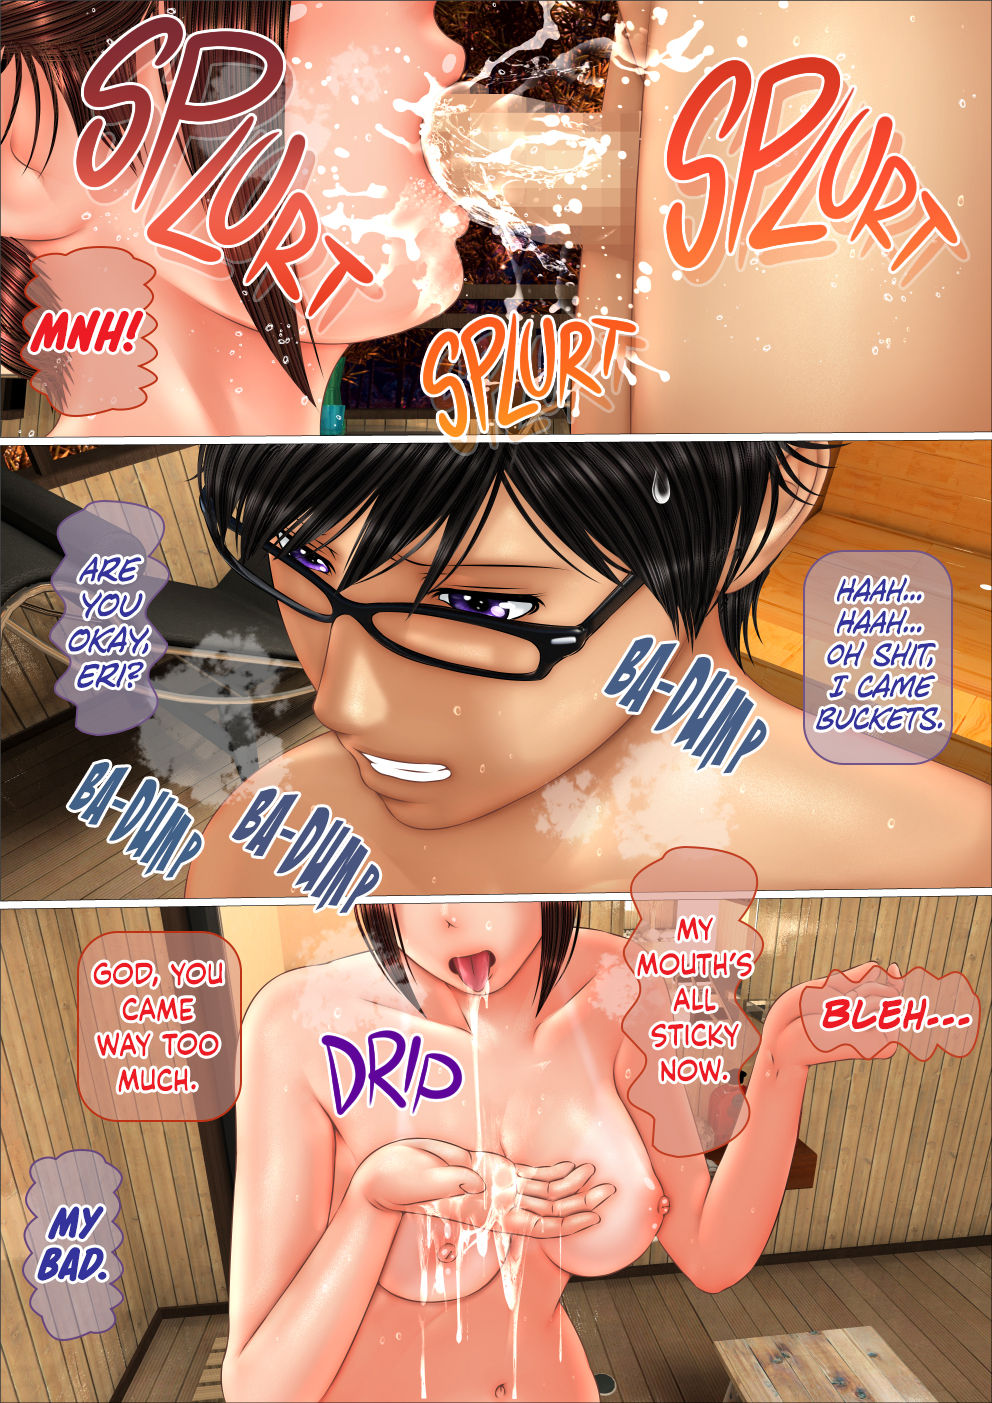 SPLURT
SPLURT
MNH!
SPLURT
HAAH...
HAAH...
OH SHIT,
I CAME
BUCKETS.
ARE
YOU
OKAY,
ERI?
BA-DUMP
BA-DUMP
BA-DUMP
BLEH---
MY
MOUTH'S
ALL
STICKY
NOW.
DRIP
GOD, YOU
CAME
WAY TOO
MUCH.
MY
BAD.